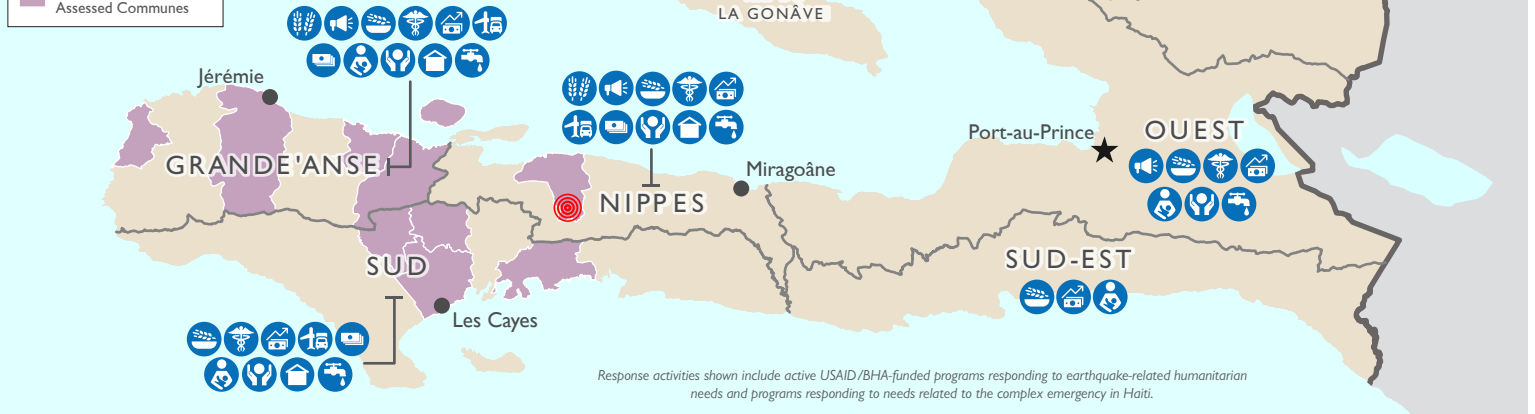 Assessed Communes
LA GONÂVE
Jérémie
Port-au-Prince
OUEST
GRANDE'ANSE
Miragoâne
NIPPES
SUD
SUD-EST
Les Cayes
Response activities shown include active USAID/BHA-funded programs responding to earthquake-related humanitarian
needs and programs responding to needs related to the complex emergency in Haiti.